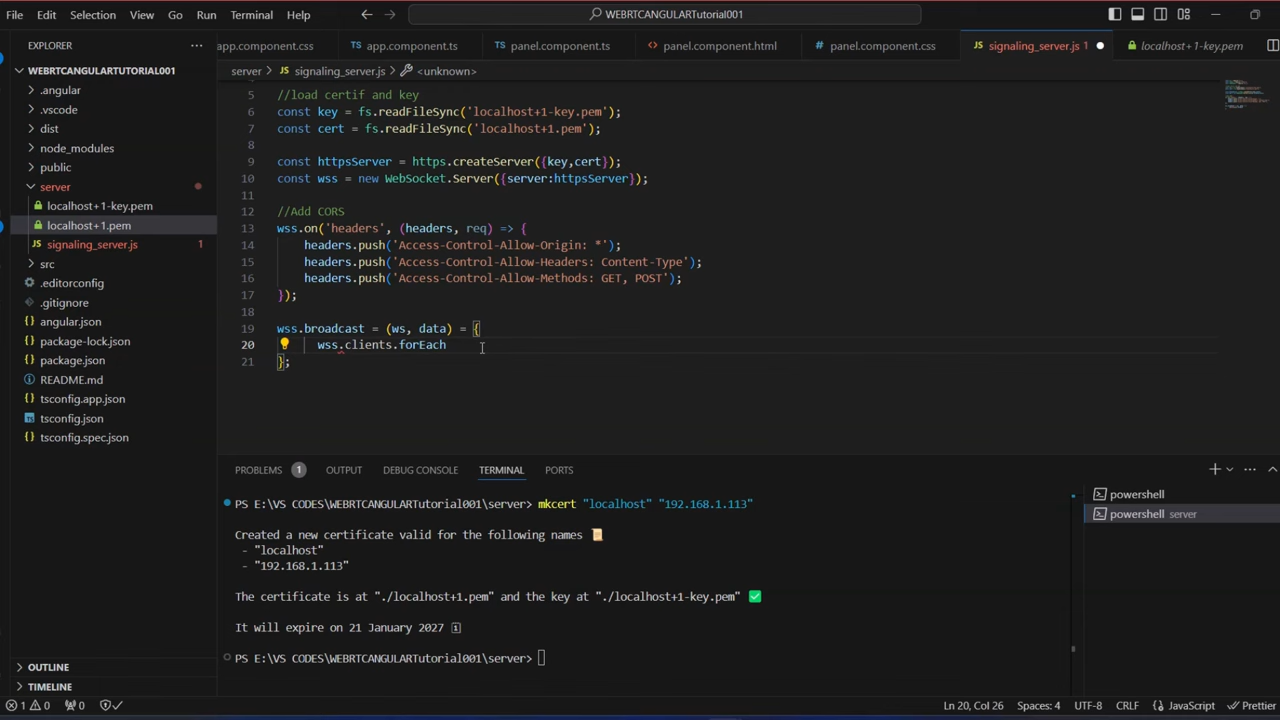 File Edit Selection View Go Run Terminal Help
WEBRTCANGULARTutorial001
EXPLORER
app.component.css
TS app.component.ts
TS panel.component.ts
<> panel.component.html
# panel.component.css
JS signaling_server.js 1
localhost+1-key.pem
WEBRTCANGULARTUTORIAL001
server > JS signaling_server.js > <unknown>
.angular
.vscode
dist
node_modules
public
server
localhost+1-key.pem
localhost+1.pem
JS signaling_server.js 1
src
.editorconfig
.gitignore
angular.json
package-lock.json
package.json
README.md
tsconfig.app.json
tsconfig.json
tsconfig.spec.json
OUTLINE
TIMELINE
5 //load certif and key
6 const key = fs.readFileSync('localhost+1-key.pem');
7 const cert = fs.readFileSync('localhost+1.pem');
8
9 const httpsServer = https.createServer({key,cert});
10 const wss = new WebSocket.Server({server:httpsServer});
11
12 //Add CORS
13 wss.on('headers', (headers, req) => {
14 headers.push('Access-Control-Allow-Origin: *');
15 headers.push('Access-Control-Allow-Headers: Content-Type');
16 headers.push('Access-Control-Allow-Methods: GET, POST');
17 });
18
19 wss.broadcast = (ws, data) = {
20 wss.clients.forEach
21 };
PROBLEMS 1 OUTPUT DEBUG CONSOLE TERMINAL PORTS
PS E:\VS CODES\WEBRTCANGULARTutorial001\server> mkcert "localhost" "192.168.1.113"
Created a new certificate valid for the following names 📜
- "localhost"
- "192.168.1.113"
The certificate is at "./localhost+1.pem" and the key at "./localhost+1-key.pem" ✅
It will expire on 21 January 2027 🗓
PS E:\VS CODES\WEBRTCANGULARTutorial001\server>
powershell
powershell server
1 0 0 Ln 20, Col 26 Spaces: 4 UTF-8 CRLF JavaScript Prettier